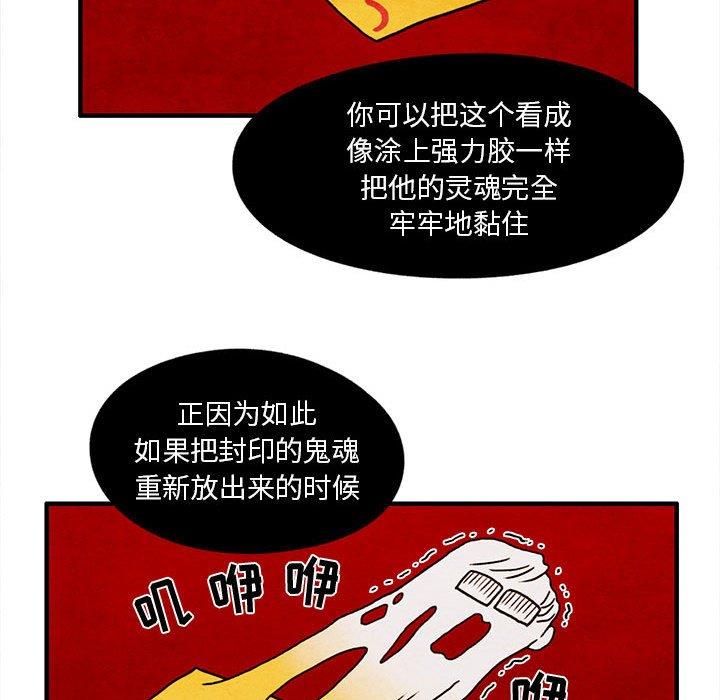 你可以把这个看成
像涂上强力胶一样
把他的灵魂完全
牢牢地黏住
正因为如此
如果把封印的鬼魂
重新放出来的时候
叽 咿 咿
咿